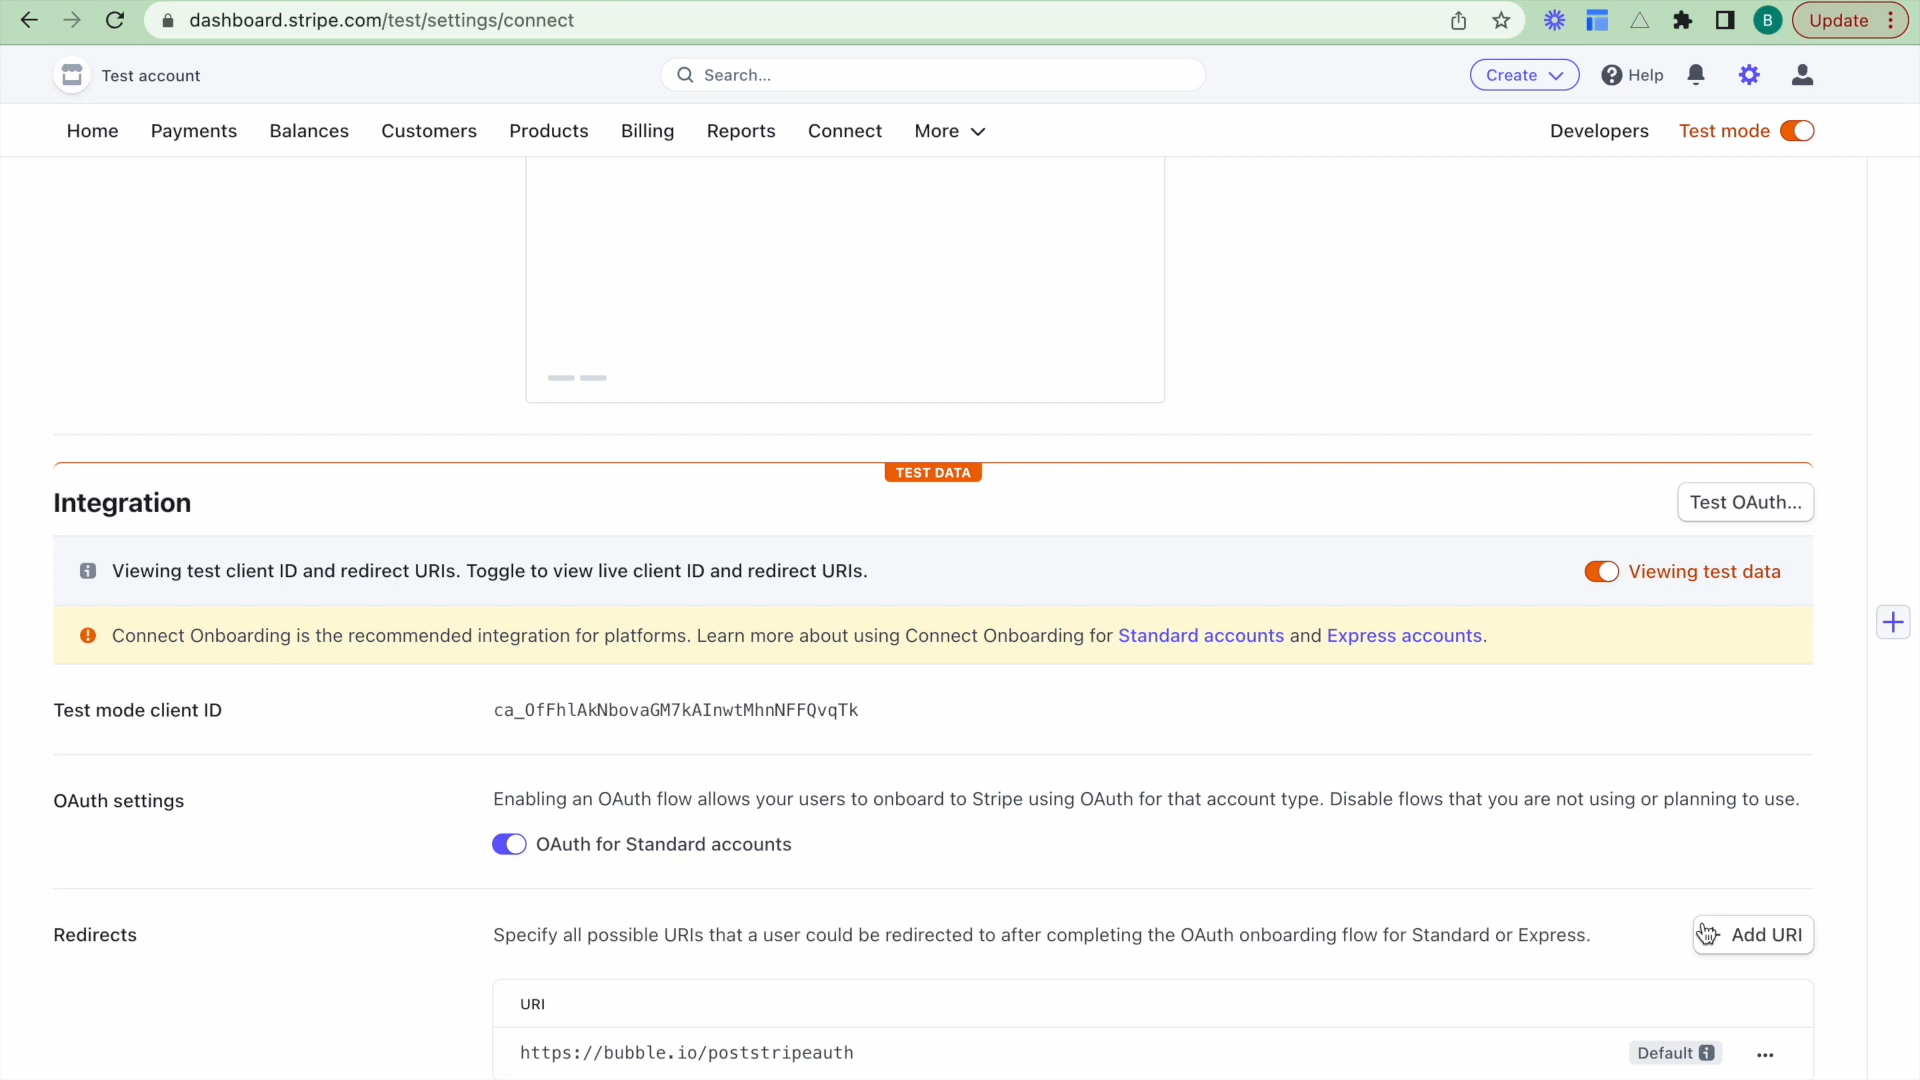 dashboard.stripe.com/test/settings/connect
B
Update
Test account
Search...
Create
Help
Home
Payments
Balances
Customers
Products
Billing
Reports
Connect
More
Developers
Test mode
TEST DATA
Integration
Test OAuth...
Viewing test client ID and redirect URIs. Toggle to view live client ID and redirect URIs.
Viewing test data
Connect Onboarding is the recommended integration for platforms. Learn more about using Connect Onboarding for Standard accounts and Express accounts.
Test mode client ID
ca_OfFhlAkNbovaGM7kAInwtMhnNFFQvqTk
OAuth settings
Enabling an OAuth flow allows your users to onboard to Stripe using OAuth for that account type. Disable flows that you are not using or planning to use.
OAuth for Standard accounts
Redirects
Specify all possible URIs that a user could be redirected to after completing the OAuth onboarding flow for Standard or Express.
Add URI
URI
https://bubble.io/poststripeauth
Default